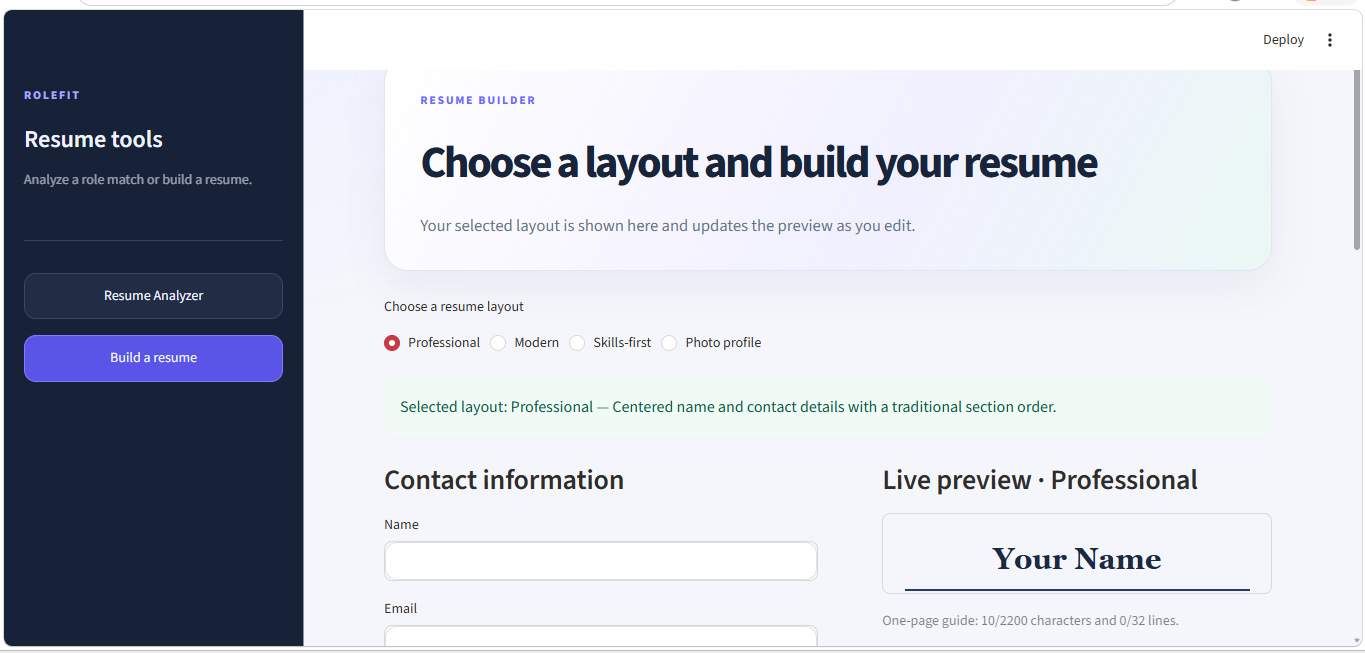 Deploy
ROLEFIT
Resume tools
Analyze a role match or build a resume.
Resume Analyzer
Build a resume
RESUME BUILDER
Choose a layout and build your resume
Your selected layout is shown here and updates the preview as you edit.
Choose a resume layout
Professional Modern Skills-first Photo profile
Selected layout: Professional — Centered name and contact details with a traditional section order.
Contact information
Name
Email
Live preview · Professional
Your Name
One-page guide: 10/2200 characters and 0/32 lines.